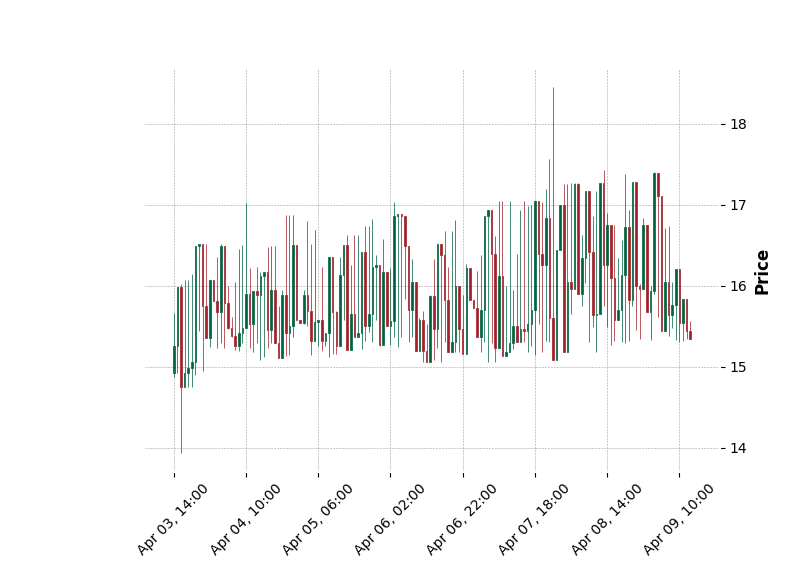 18
17
16
15
14
Price
Apr 03, 14:00
Apr 04, 10:00
Apr 05, 06:00
Apr 06, 02:00
Apr 06, 22:00
Apr 07, 18:00
Apr 08, 14:00
Apr 09, 10:00